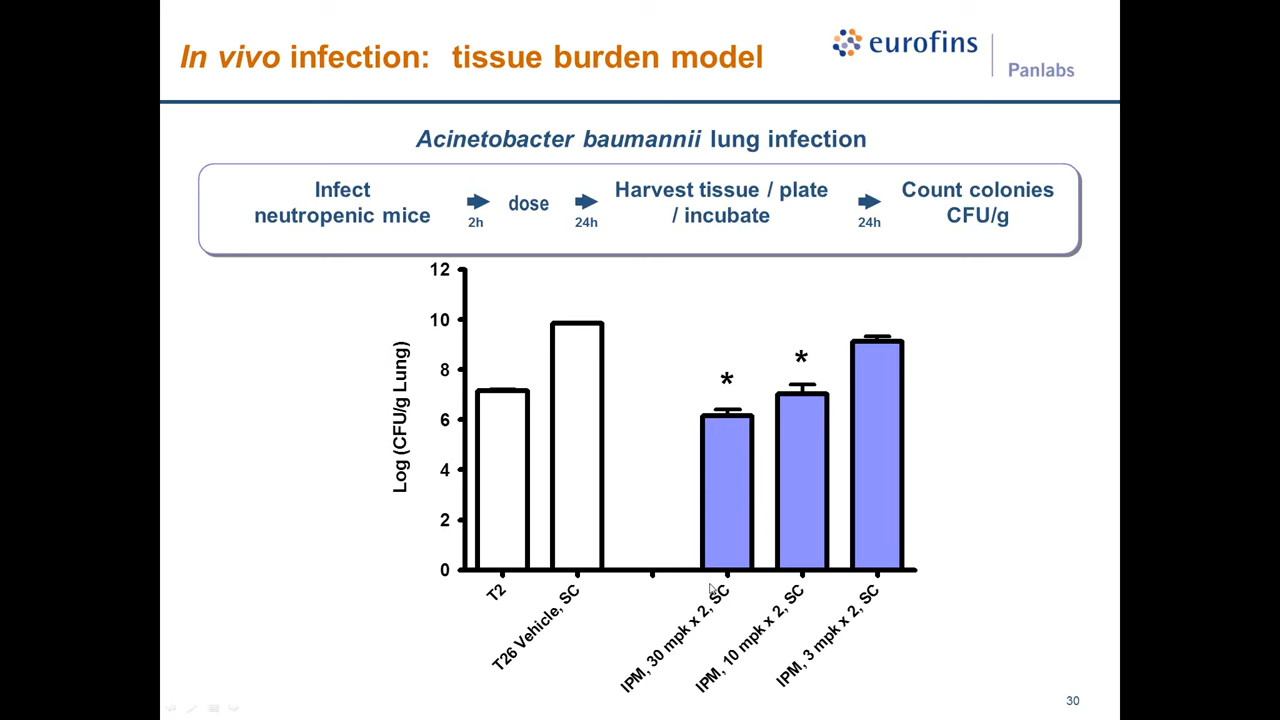 In vivo infection: tissue burden model
eurofins
Panlabs
Acinetobacter baumannii lung infection
Infect
neutropenic mice
2h
dose
24h
Harvest tissue / plate
/ incubate
24h
Count colonies
CFU/g
Log (CFU/g Lung)
12
10
8
6
4
2
0
*
*
T2
T26 Vehicle, SC
IPM, 30 mpk x 2, SC
IPM, 10 mpk x 2, SC
IPM, 3 mpk x 2, SC
30